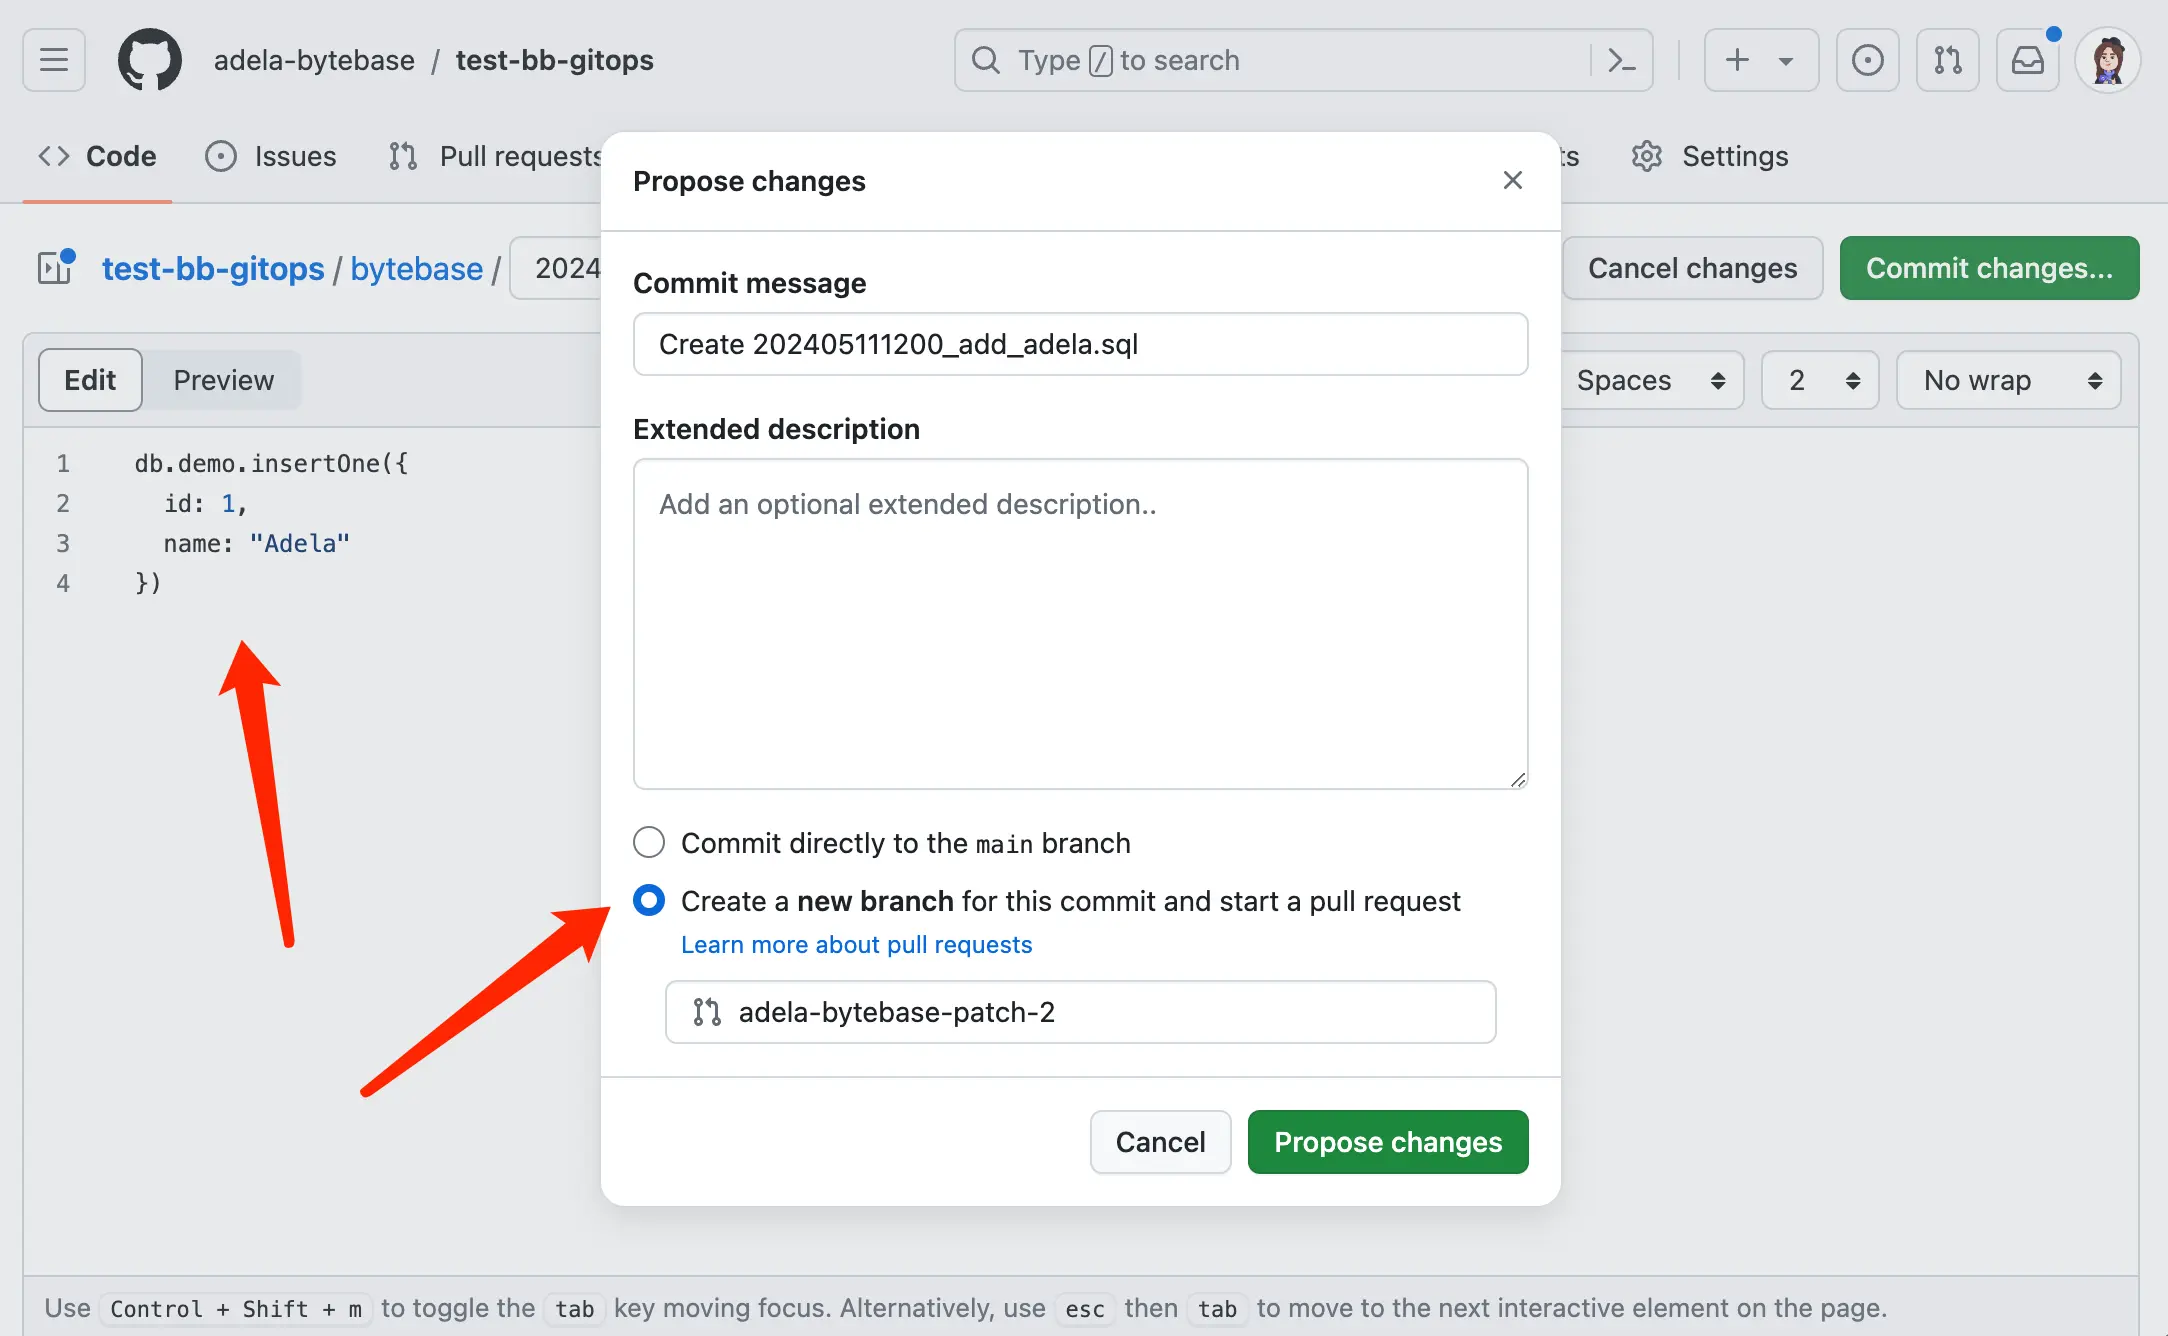 adela-bytebase / test-bb-gitops
Type / to search
Code Issues Pull requests Settings
Propose changes
test-bb-gitops / bytebase / 2024
Cancel changes Commit changes...
Commit message
Create 202405111200_add_adela.sql
Edit Preview
Spaces 2 No wrap
Extended description
Add an optional extended description..
1 db.demo.insertOne({
2 id: 1,
3 name: "Adela"
4 })
Commit directly to the main branch
Create a new branch for this commit and start a pull request
Learn more about pull requests
adela-bytebase-patch-2
Cancel Propose changes
Use Control + Shift + m to toggle the tab key moving focus. Alternatively, use esc then tab to move to the next interactive element on the page.